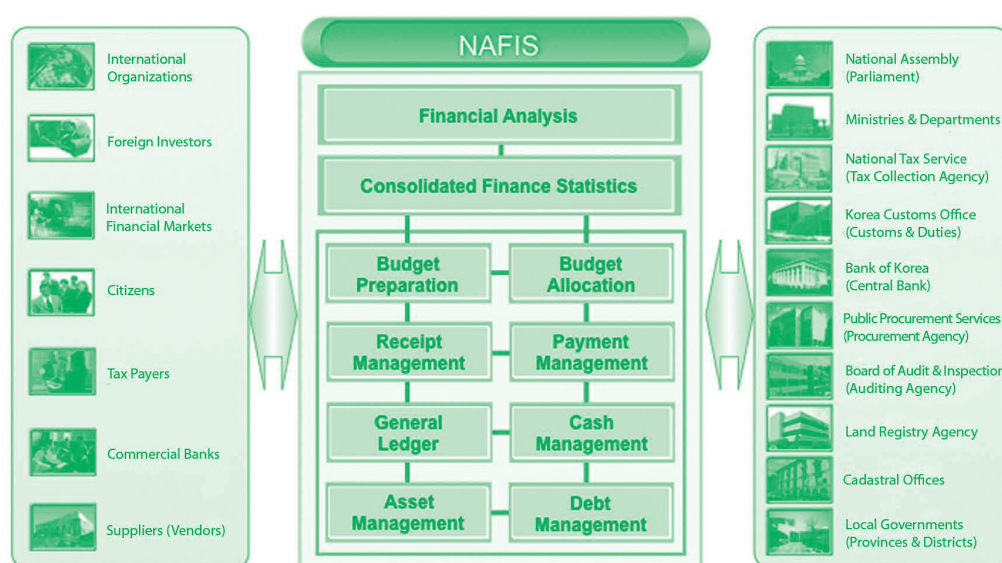 International
Organizations
Foreign Investors
International
Financial Markets
Citizens
Tax Payers
Commercial Banks
Suppliers (Vendors)
NAFIS
Financial Analysis
Consolidated Finance Statistics
Budget
Preparation
Budget
Allocation
Receipt
Management
Payment
Management
General
Ledger
Cash
Management
Asset
Management
Debt
Management
National Assembly
(Parliament)
Ministries & Departments
National Tax Service
(Tax Collection Agency)
Korea Customs Office
(Customs & Duties)
Bank of Korea
(Central Bank)
Public Procurement Services
(Procurement Agency)
Board of Audit & Inspection
(Auditing Agency)
Land Registry Agency
Cadastral Offices
Local Governments
(Provinces & Districts)